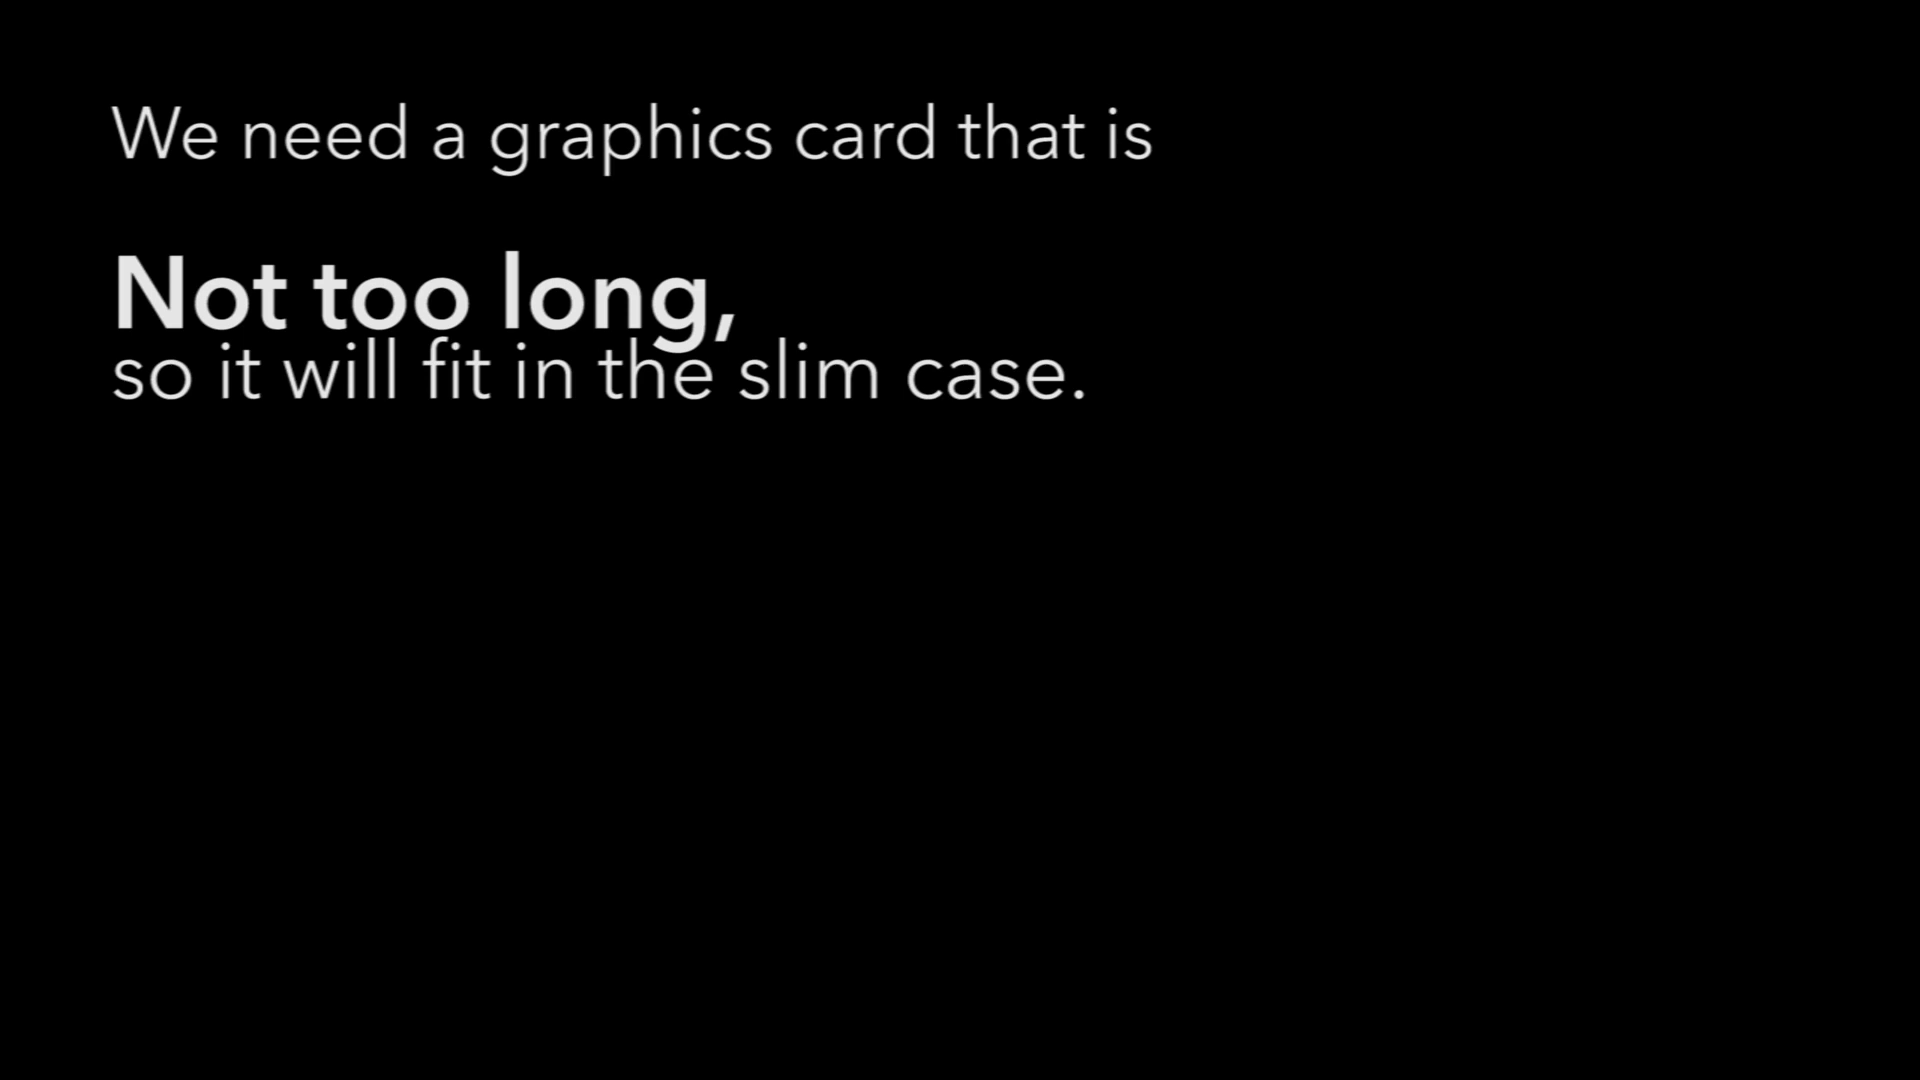 We need a graphics card that is
Not too long,
so it will fit in the slim case.